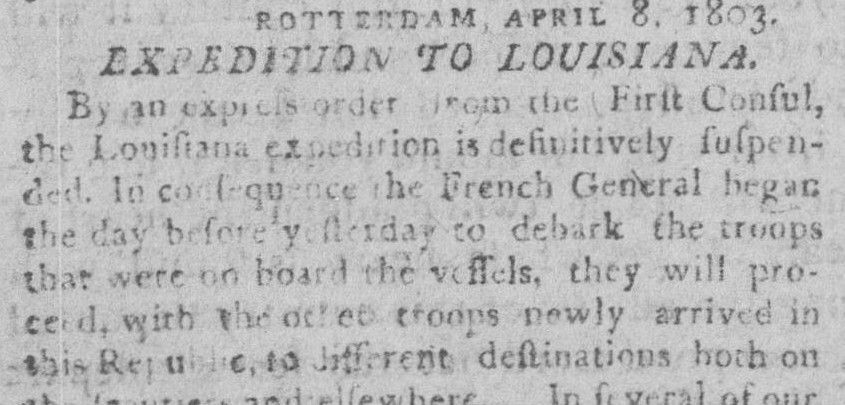 ROTTERDAM, APRIL 8, 1803.
EXPEDITION TO LOUISIANA.
By an expreſs order from the Firſt Conſul,
the Louiſiana expedition is definitively ſuſpen-
ded. In conſequence the French General began
the day before yeſterday to debark the troops
that were on board the veſſels, they will pro-
ceed, with the other troops newly arrived in
this Republic, to different deſtinations both on
and elſewhere. In ſeveral of our